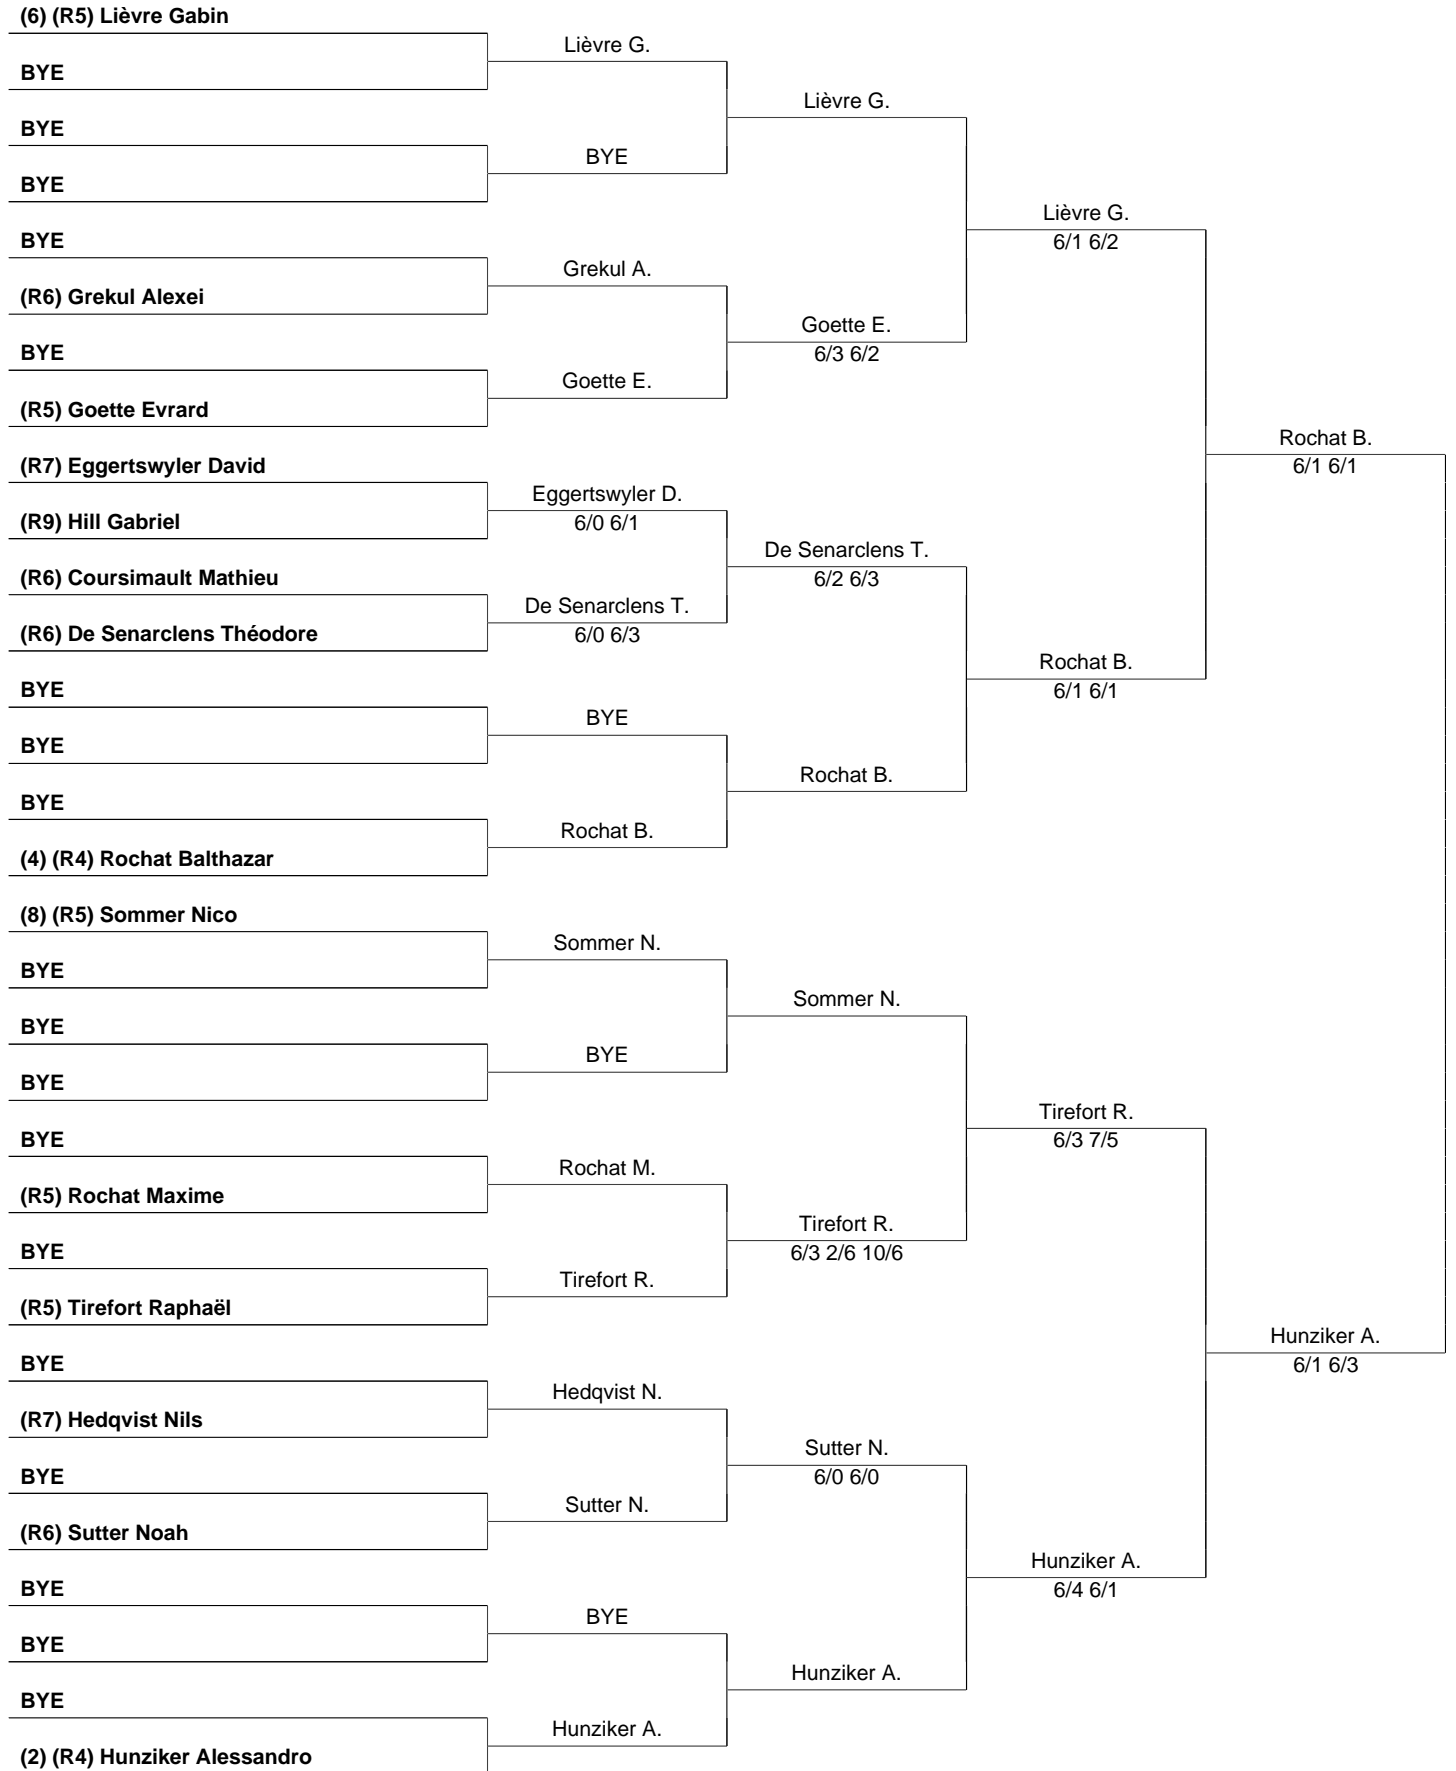 (6) (R5) Lièvre Gabin
BYE
BYE
BYE
BYE
(R6) Grekul Alexei
BYE
(R5) Goette Evrard
(R7) Eggertswyler David
(R9) Hill Gabriel
(R6) Coursimault Mathieu
(R6) De Senarclens Théodore
BYE
BYE
BYE
(4) (R4) Rochat Balthazar
(8) (R5) Sommer Nico
BYE
BYE
BYE
BYE
(R5) Rochat Maxime
BYE
(R5) Tirefort Raphaël
BYE
(R7) Hedqvist Nils
BYE
(R6) Sutter Noah
BYE
BYE
BYE
(2) (R4) Hunziker Alessandro
Lièvre G.
BYE
Grekul A.
Goette E.
Eggertswyler D.
6/0 6/1
De Senarclens T.
6/0 6/3
BYE
Rochat B.
Sommer N.
BYE
Rochat M.
Tirefort R.
Hedqvist N.
Sutter N.
BYE
Hunziker A.
Lièvre G.
Goette E.
6/3 6/2
De Senarclens T.
6/2 6/3
Rochat B.
Sommer N.
Tirefort R.
6/3 2/6 10/6
Sutter N.
6/0 6/0
Hunziker A.
Lièvre G.
6/1 6/2
Rochat B.
6/1 6/1
Tirefort R.
6/3 7/5
Hunziker A.
6/4 6/1
Rochat B.
6/1 6/1
Hunziker A.
6/1 6/3